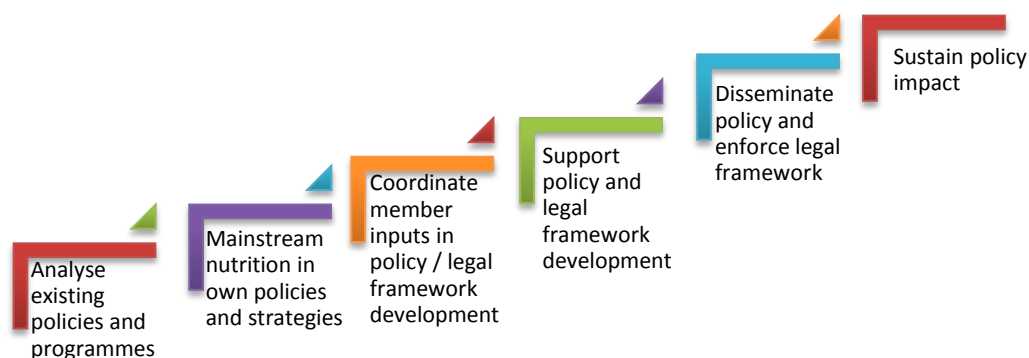 Analyse
existing
policies and
programmes
Mainstream
nutrition in
own policies
and strategies
Coordinate
member
inputs in
policy / legal
framework
development
Support
policy and
legal
framework
development
Disseminate
policy and
enforce legal
framework
Sustain policy
impact